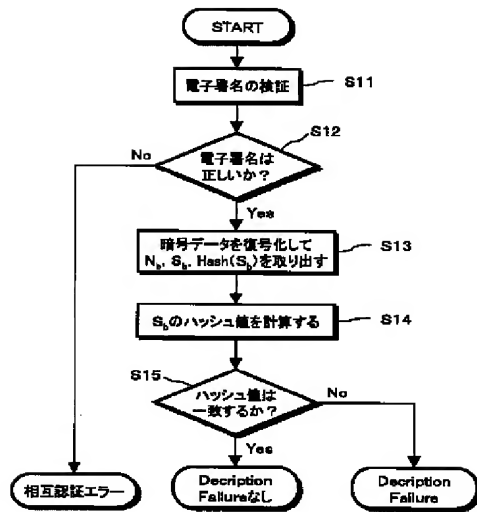 START
電子署名の検証
S11
S12
No
電子署名は
正しいか?
Yes
暗号データを復号化して
Nb、Sb、Hash(Sb)を取り出す
S13
Sbのハッシュ値を計算する
S14
S15
ハッシュ値は
一致するか?
No
Yes
相互認証エラー
Decription
Failureなし
Decription
Failure